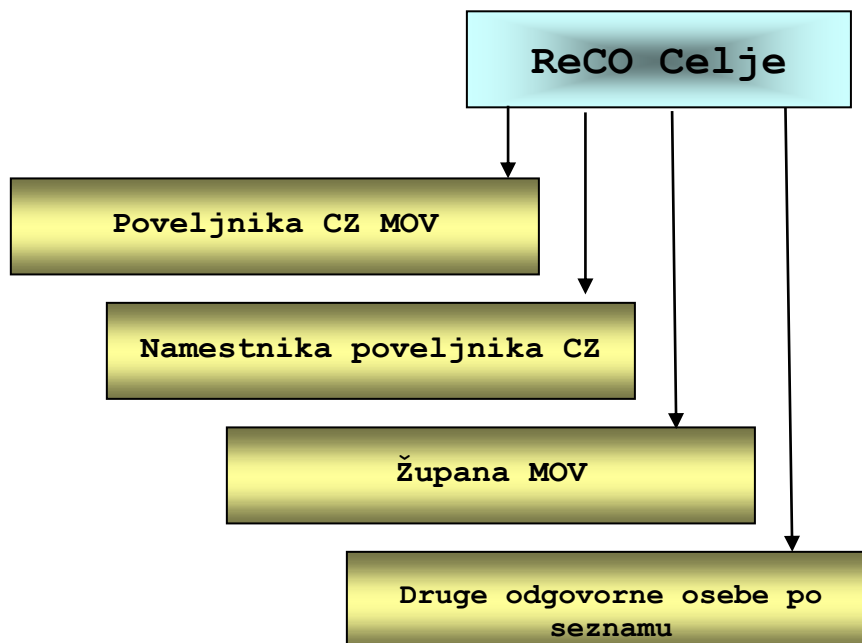 ReCO Celje
Poveljnika CZ MOV
Namestnika poveljnika CZ
Župana MOV
Druge odgovorne osebe po
seznamu